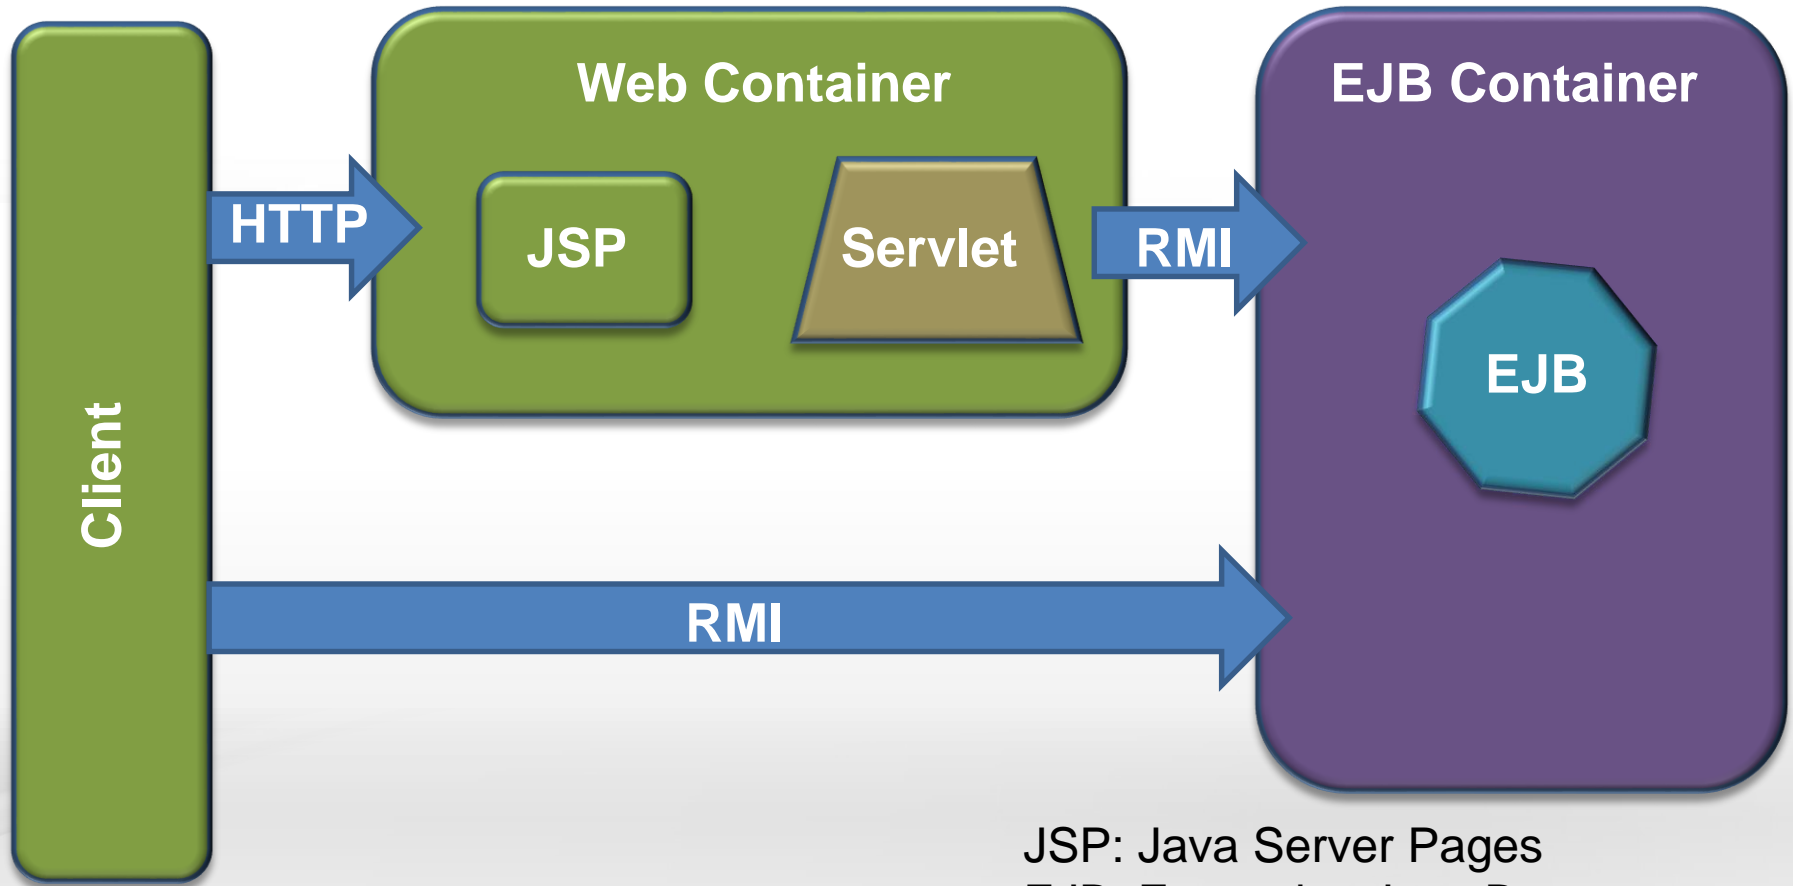 Web Container
EJB Container
HTTP
JSP
Servlet
RMI
EJB
Client
RMI
JSP: Java Server Pages